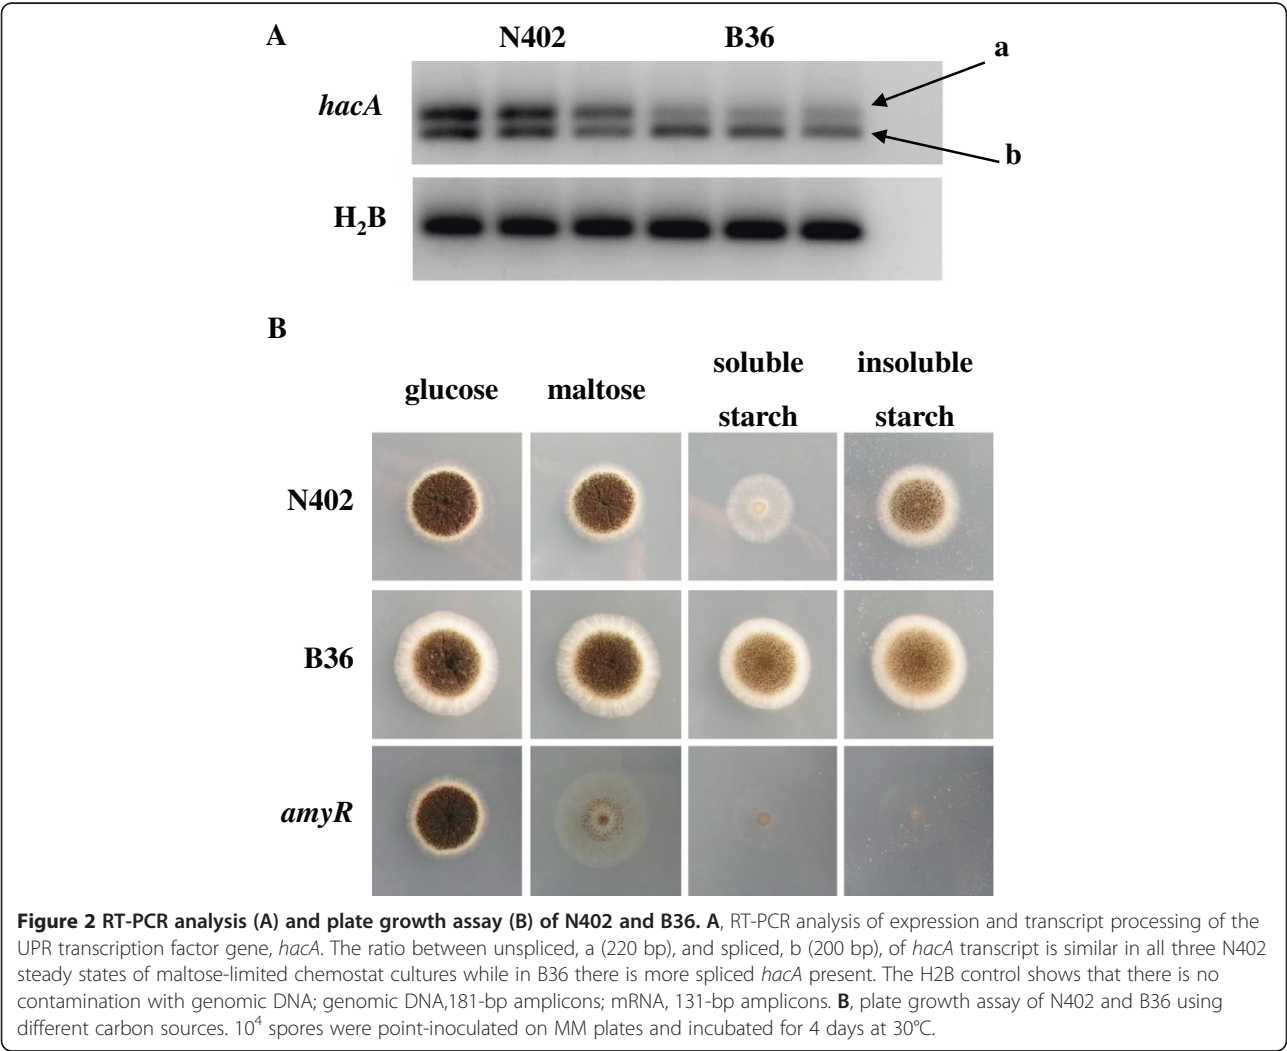 A
N402 B36
a
hacA
b
H₂B
B
soluble insoluble
glucose maltose
starch starch
N402
B36
amyR
Figure 2 RT-PCR analysis (A) and plate growth assay (B) of N402 and B36. A, RT-PCR analysis of expression and transcript processing of the
UPR transcription factor gene, hacA. The ratio between unspliced, a (220 bp), and spliced, b (200 bp), of hacA transcript is similar in all three N402
steady states of maltose-limited chemostat cultures while in B36 there is more spliced hacA present. The H2B control shows that there is no
contamination with genomic DNA; genomic DNA,181-bp amplicons; mRNA, 131-bp amplicons. B, plate growth assay of N402 and B36 using
different carbon sources. 10⁴ spores were point-inoculated on MM plates and incubated for 4 days at 30°C.